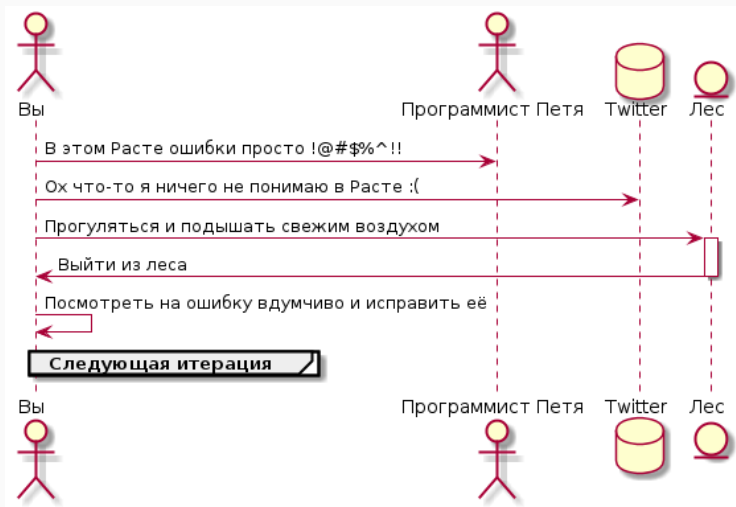 Вы Программист Петя Twitter Лес
В этом Расте ошибки просто !@#$%^!!
Ох что-то я ничего не понимаю в Расте :(
Прогуляться и подышать свежим воздухом
Выйти из леса
Посмотреть на ошибку вдумчиво и исправить её
Следующая итерация
Вы Программист Петя Twitter Лес